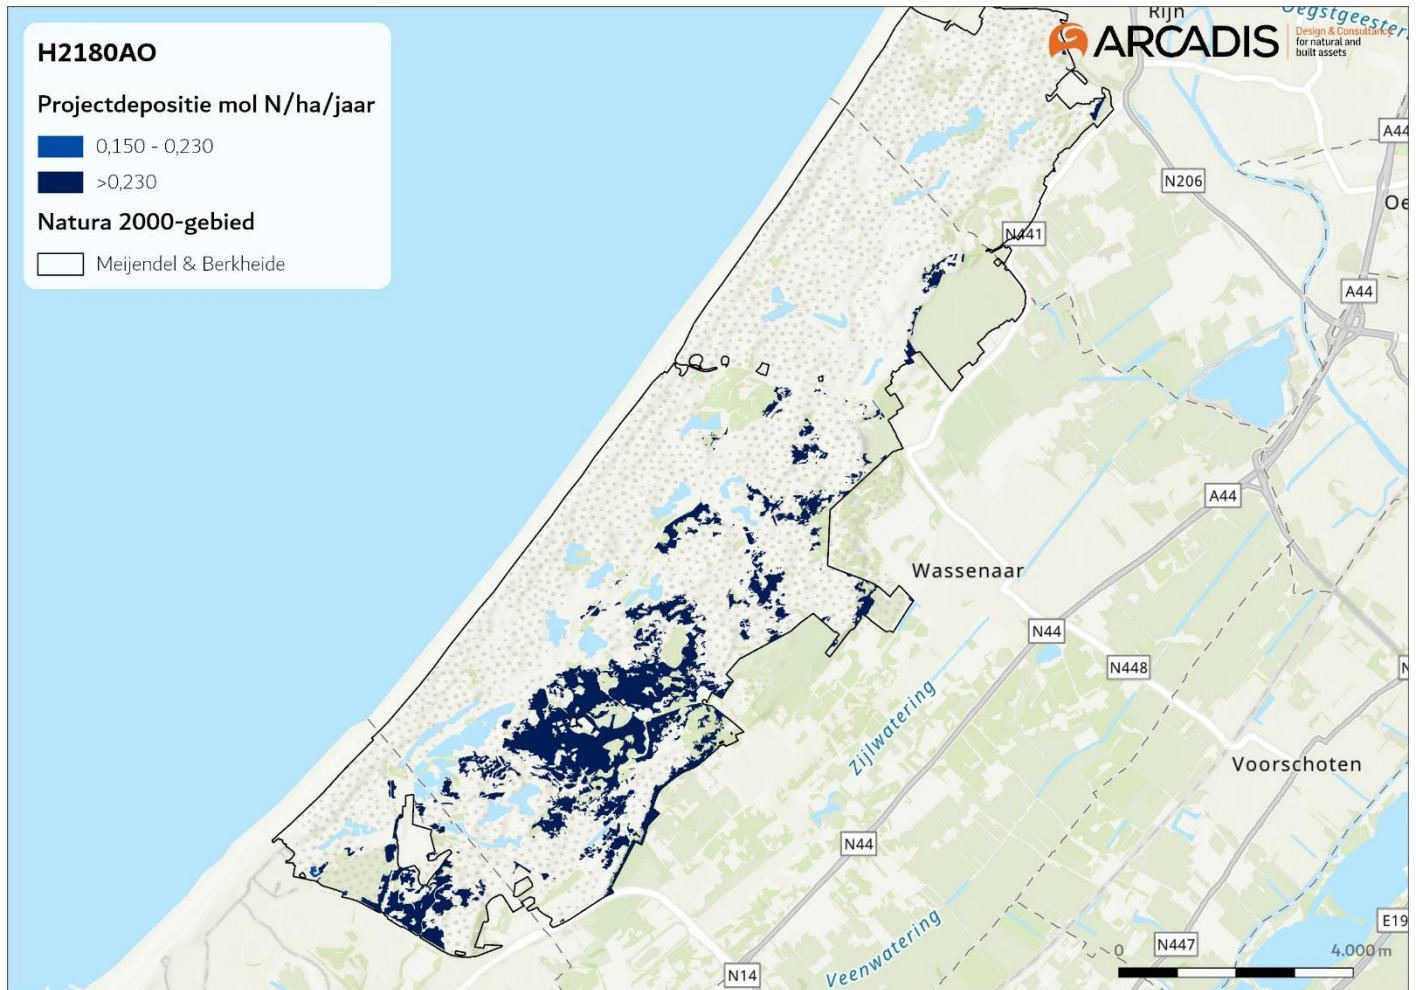 H2180AO
Projectdepositie mol N/ha/jaar
0,150 - 0,230
>0,230
Natura 2000-gebied
Meijendel & Berkheide
Rijn
Oegstgeester
ARCADIS
Design & Consultancy
for natural and
built assets
A44
N206
Oe
N441
A44
A44
Wassenaar
N44
N448
N
Zijlwatering
Voorschoten
N44
Veenwatering
E19
N447
N14
0
4.000 m